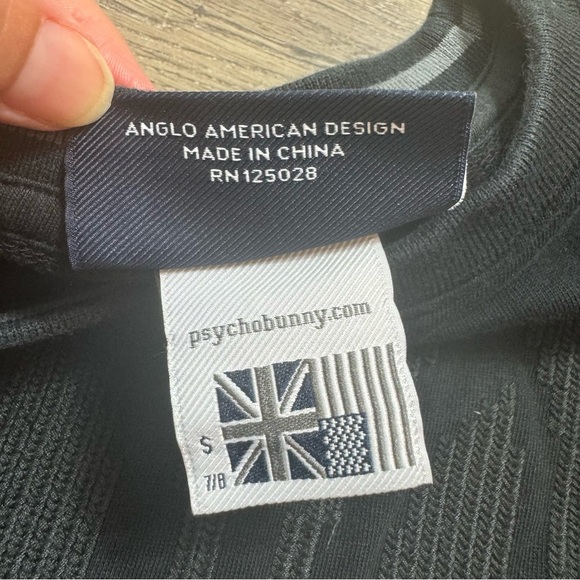 ANGLO AMERICAN DESIGN
MADE IN CHINA
RN125028
psychobunny.com
S
7/8